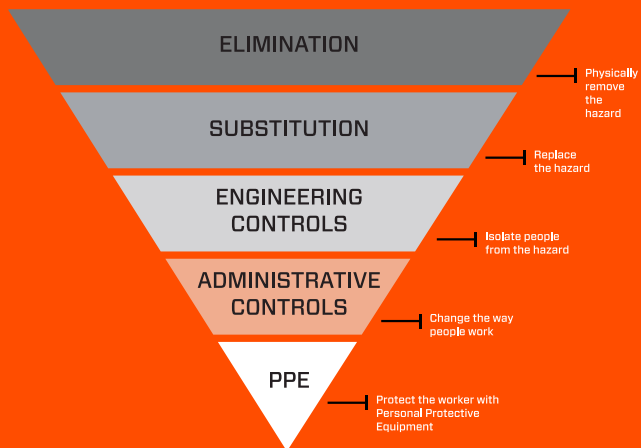 ELIMINATION
Physically
remove
the
hazard
SUBSTITUTION
Replace
the hazard
ENGINEERING
CONTROLS
Isolate people
from the hazard
ADMINISTRATIVE
CONTROLS
Change the way
people work
PPE
Protect the worker with
Personal Protective
Equipment